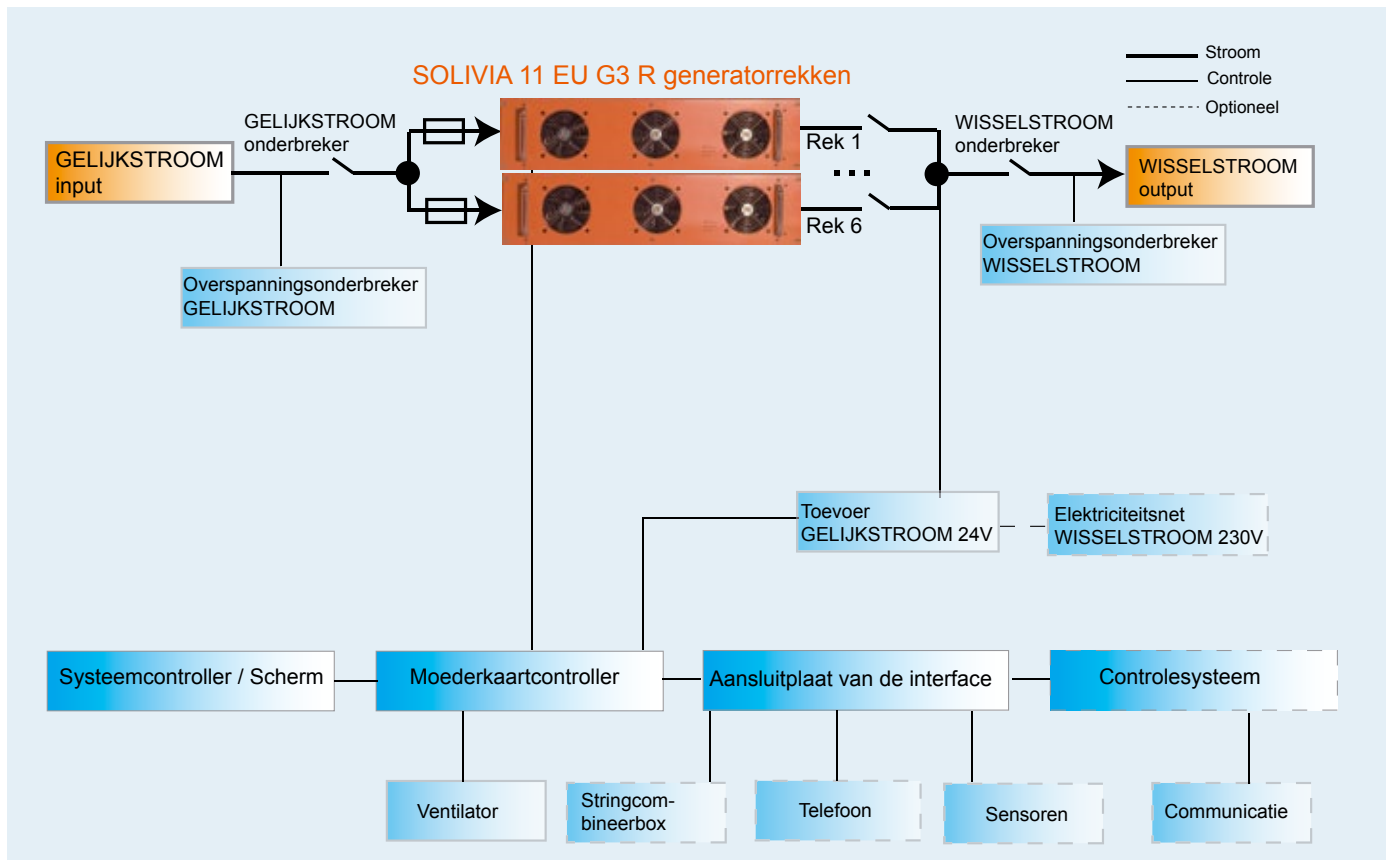 SOLIVIA 11 EU G3 R generatorrekken
Stroom
Controle
Optioneel
GELIJKSTROOM
onderbreker
GELIJKSTROOM
input
Rek 1
...
Rek 6
WISSELSTROOM
onderbreker
WISSELSTROOM
output
Overspanningsonderbreker
GELIJKSTROOM
Overspanningsonderbreker
WISSELSTROOM
Toevoer
GELIJKSTROOM 24V
Elektriciteitsnet
WISSELSTROOM 230V
Systeemcontroller / Scherm
Moederkaartcontroller
Aansluitplaat van de interface
Controlesysteem
Ventilator
Stringcom-
bineerbox
Telefoon
Sensoren
Communicatie